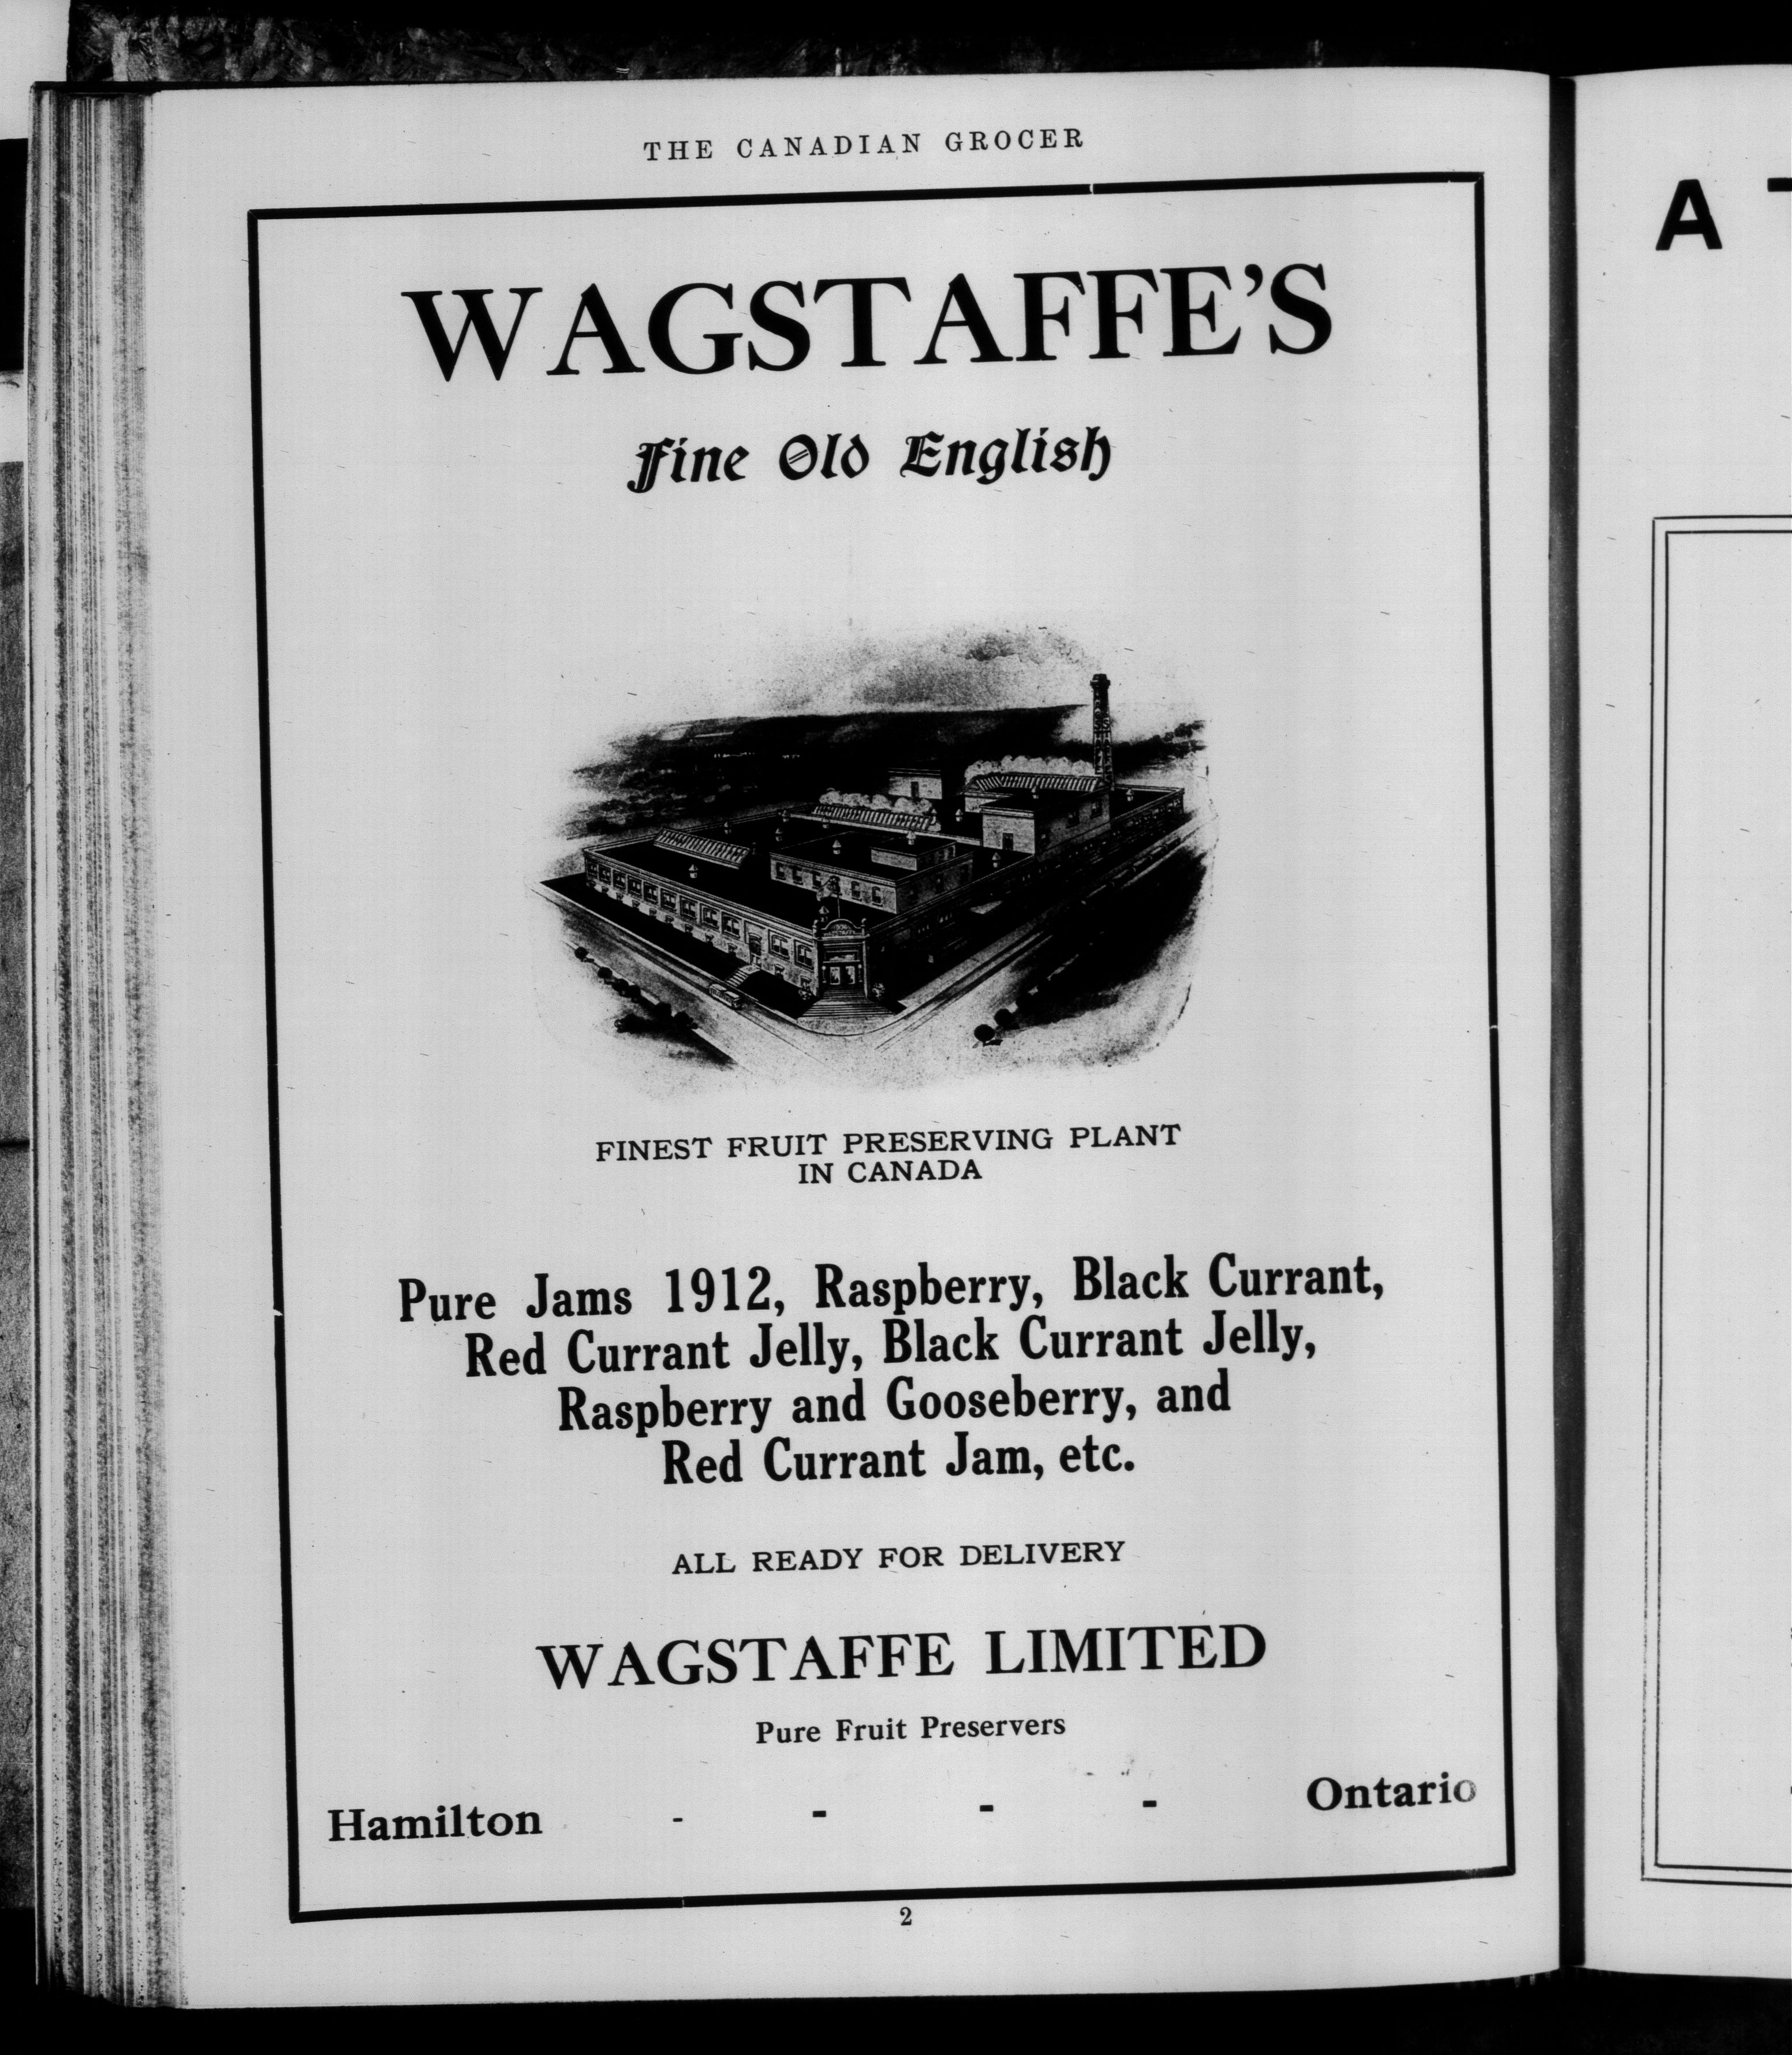 THE CANADIAN GROCER
WAGSTAFFE'S
Fine Old English
FINEST FRUIT PRESERVING PLANT
IN CANADA
Pure Jams 1912, Raspberry, Black Currant,
Red Currant Jelly, Black Currant Jelly,
Raspberry and Gooseberry, and
Red Currant Jam, etc.
ALL READY FOR DELIVERY
WAGSTAFFE LIMITED
Pure Fruit Preservers
Hamilton - - - - Ontario
2
A